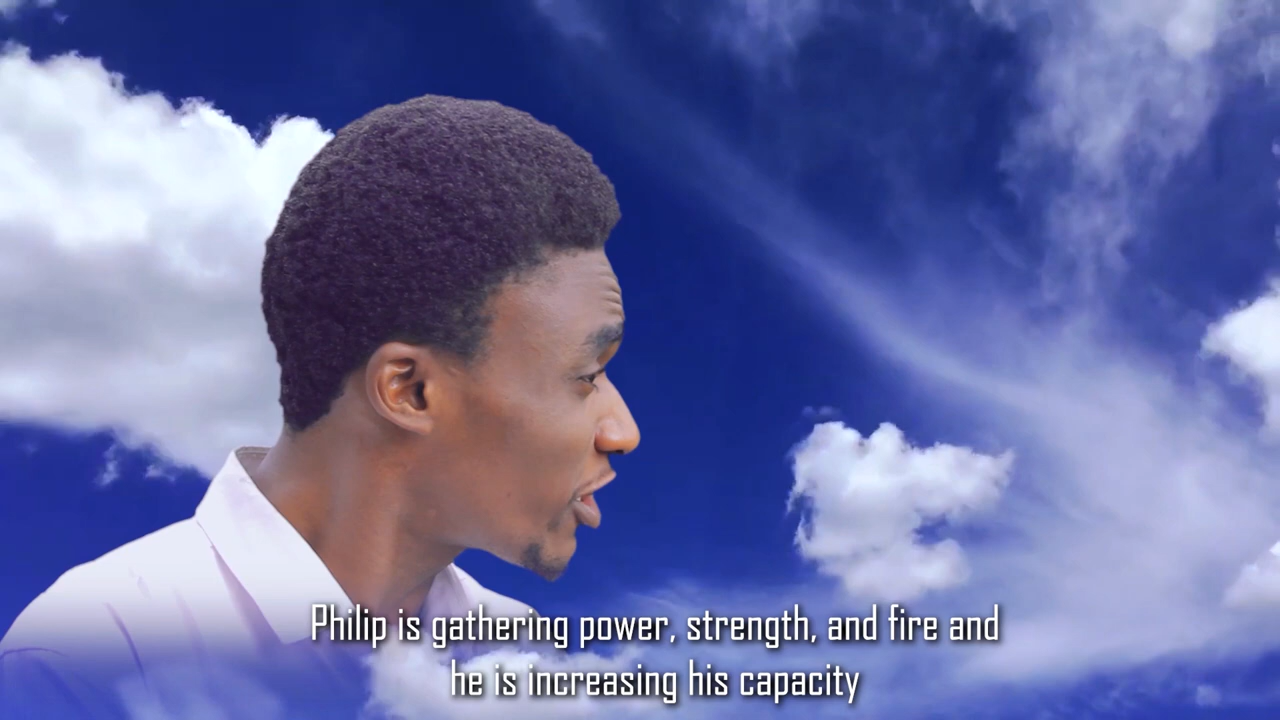 Philip is gathering power, strength, and fire and
he is increasing his capacity